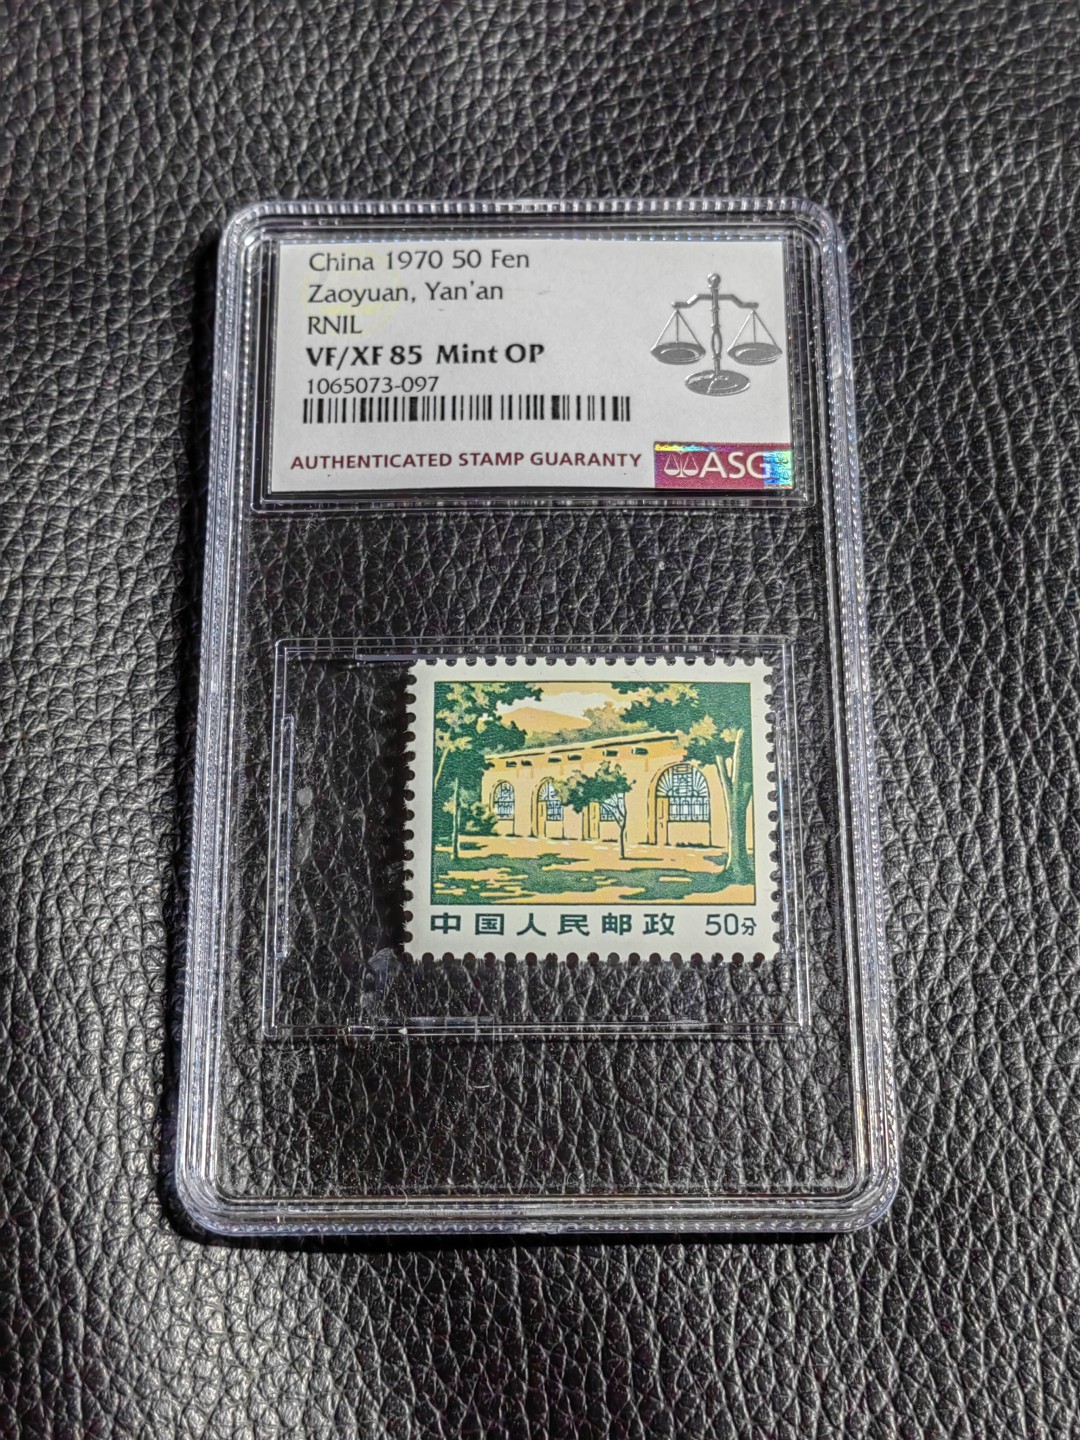 China 1970 50 Fen
Zaoyuan, Yan'an
RNIL
VF/XF 85 Mint OP
1065073-097
AUTHENTICATED STAMP GUARANTY
ASG
中国人民邮政 50分